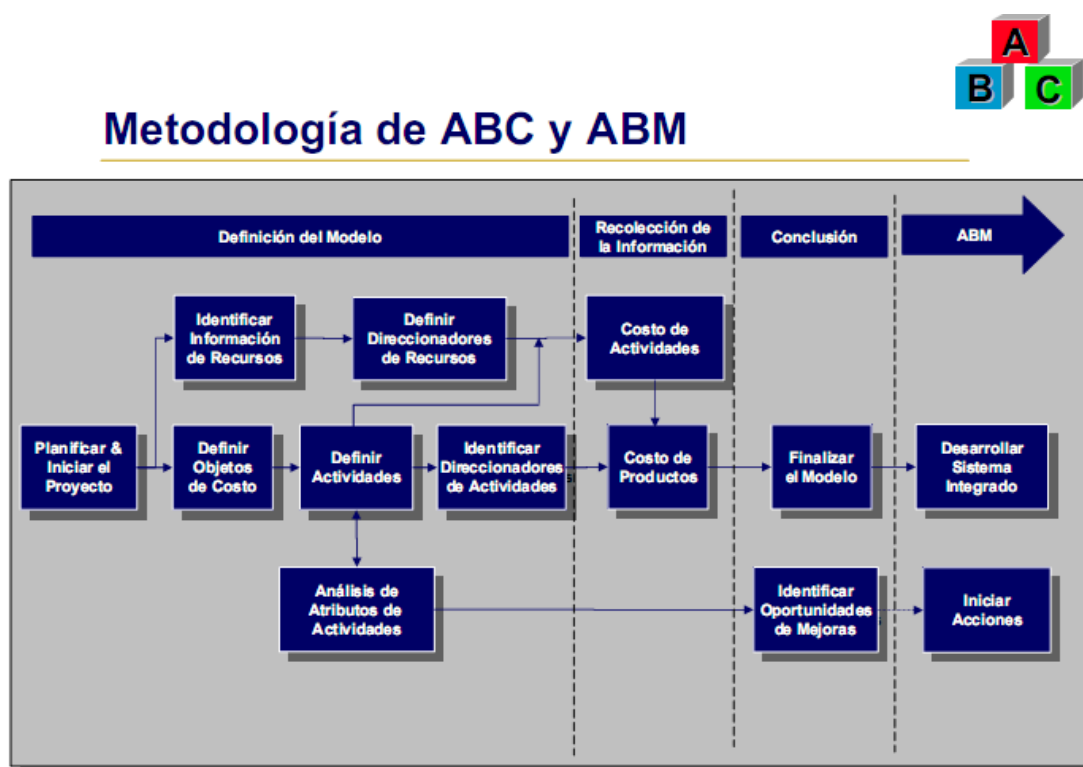 A
B C
Metodología de ABC y ABM
Definición del Modelo
Recolección de
la Información
Conclusión
ABM
Identificar
Información
de Recursos
Definir
Direccionadores
de Recursos
Costo de
Actividades
Planificar &
Iniciar el
Proyecto
Definir
Objetos
de Costo
Definir
Actividades
Identificar
Direccionadores
de Actividades
Costo de
Productos
Finalizar
el Modelo
Desarrollar
Sistema
Integrado
Análisis de
Atributos de
Actividades
Identificar
Oportunidades
de Mejoras
Iniciar
Acciones